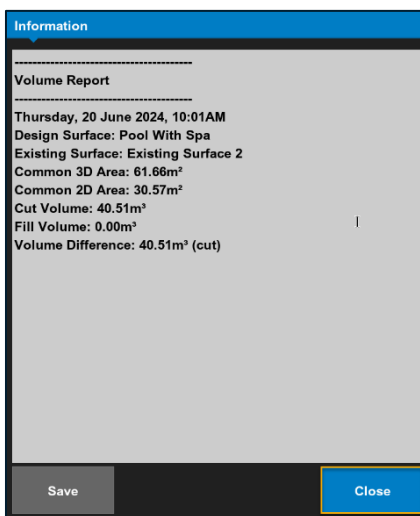 Information
----------------------------------------
Volume Report
----------------------------------------
Thursday, 20 June 2024, 10:01AM
Design Surface: Pool With Spa
Existing Surface: Existing Surface 2
Common 3D Area: 61.66m²
Common 2D Area: 30.57m²
Cut Volume: 40.51m³
Fill Volume: 0.00m³
Volume Difference: 40.51m³ (cut)
Save
Close